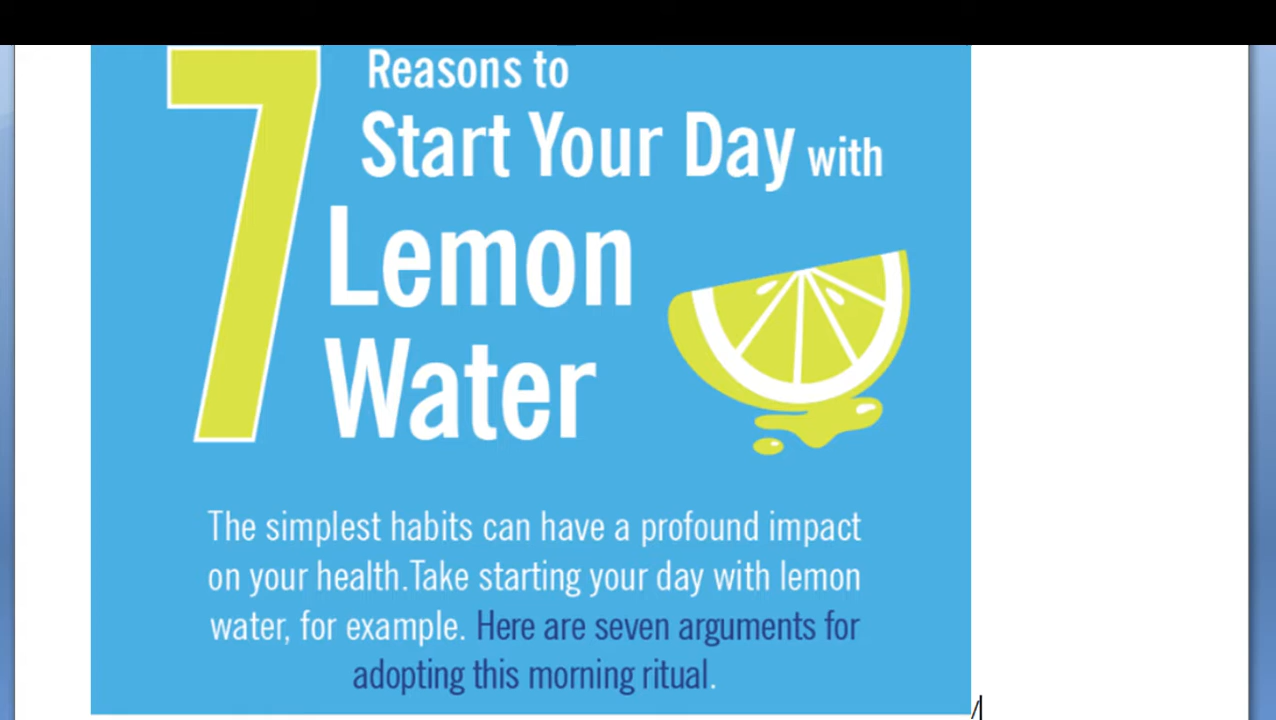 7
Reasons to
Start Your Day with
Lemon
Water
The simplest habits can have a profound impact
on your health.Take starting your day with lemon
water, for example. Here are seven arguments for
adopting this morning ritual.